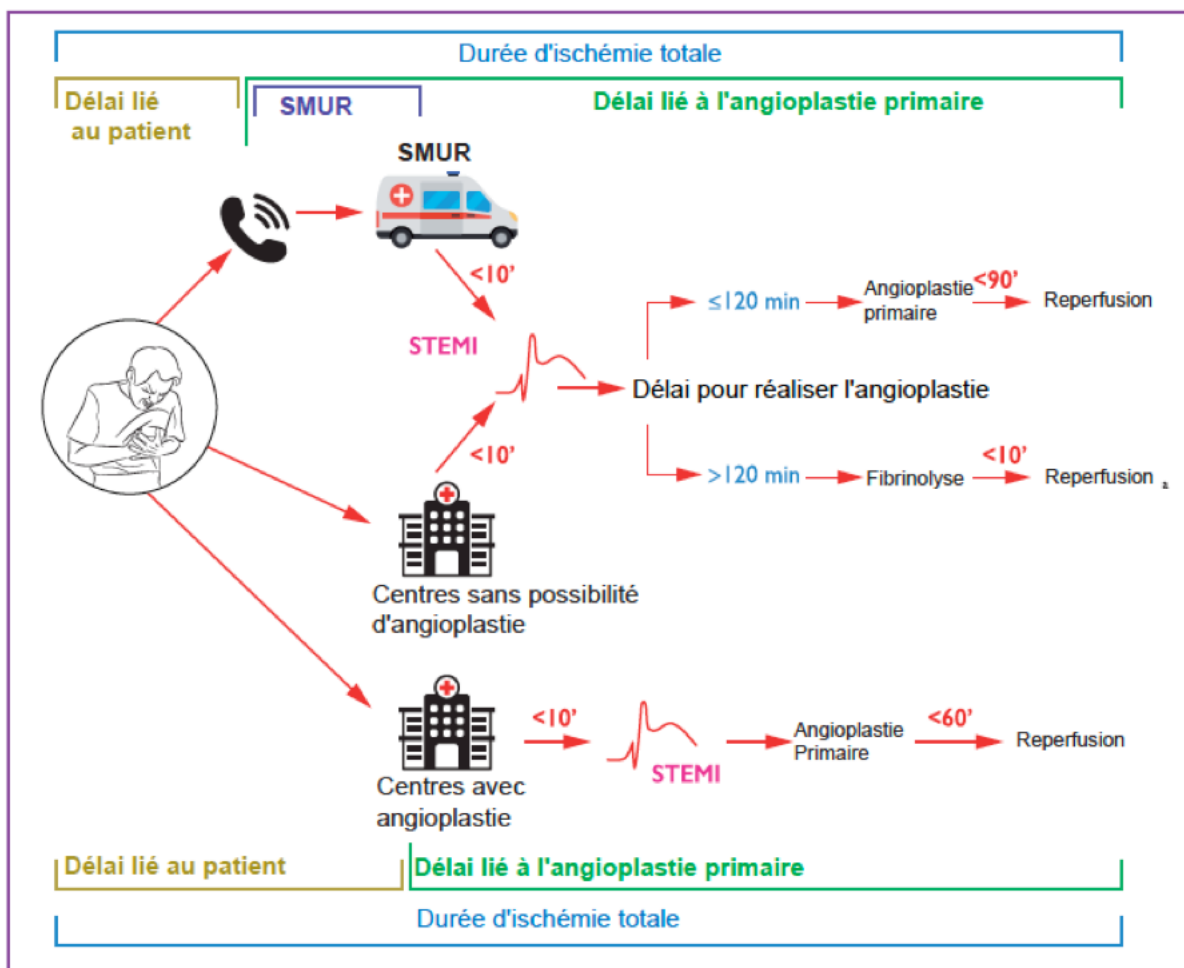 Durée d'ischémie totale
Délai lié
au patient
SMUR
Délai lié à l'angioplastie primaire
SMUR
<10'
STEMI
≤120 min
Angioplastie
primaire
<90'
Reperfusion
Délai pour réaliser l'angioplastie
<10'
>120 min
Fibrinolyse
<10'
Reperfusion
Centres sans possibilité
d'angioplastie
<10'
STEMI
Angioplastie
Primaire
<60'
Reperfusion
Centres avec
angioplastie
Délai lié au patient
Délai lié à l'angioplastie primaire
Durée d'ischémie totale